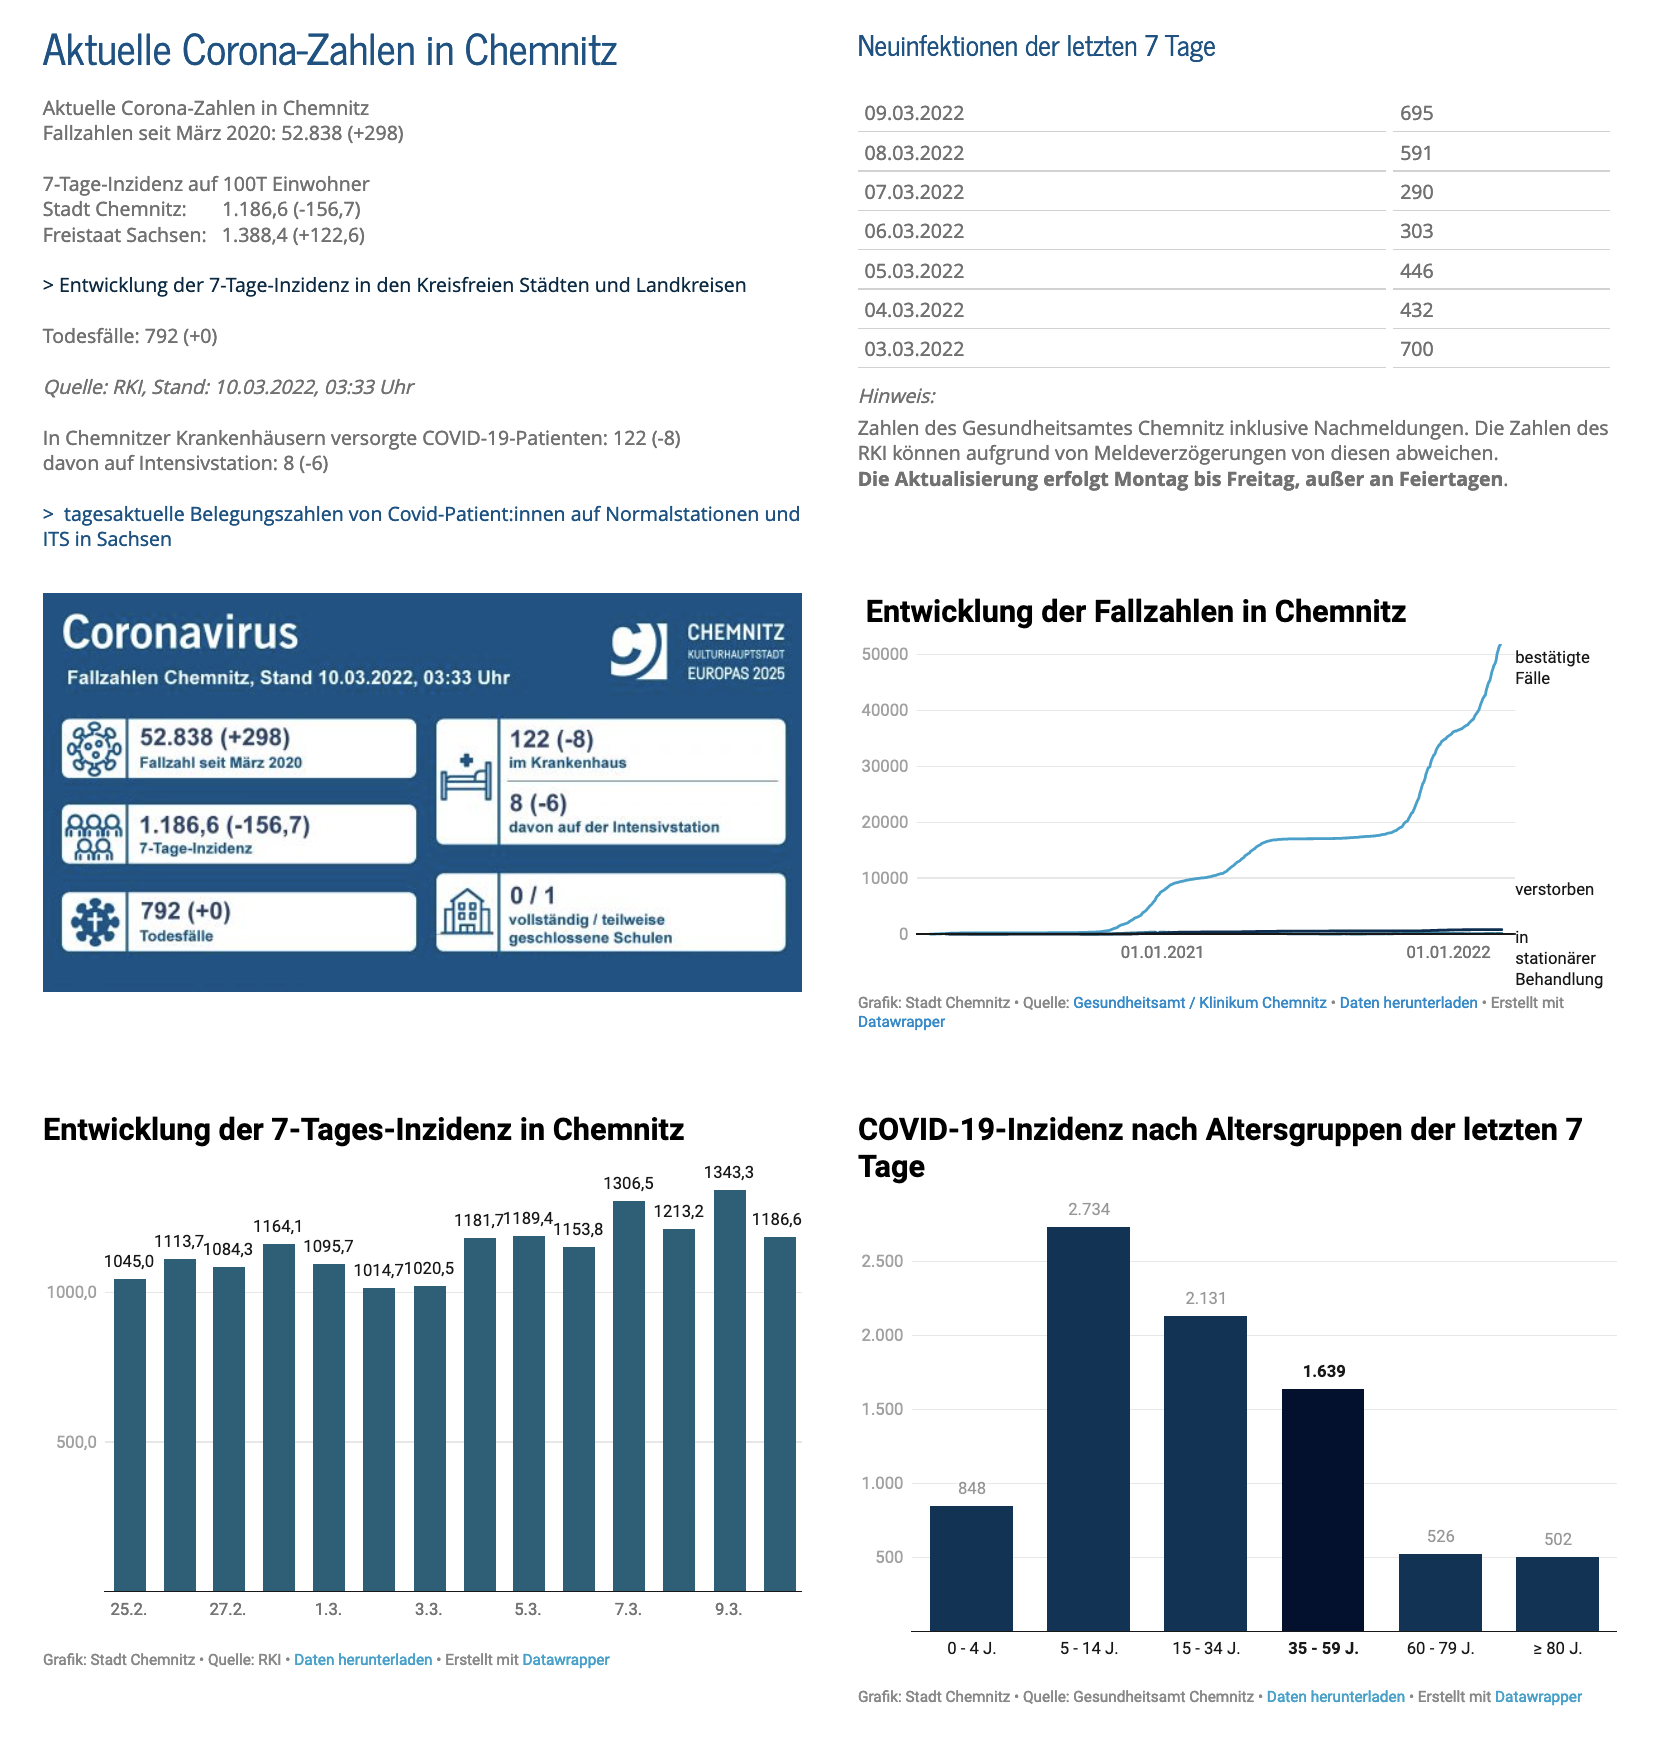 Aktuelle Corona-Zahlen in Chemnitz
Aktuelle Corona-Zahlen in Chemnitz
Fallzahlen seit März 2020: 52.838 (+298)
7-Tage-Inzidenz auf 100T Einwohner
Stadt Chemnitz: 1.186,6 (-156,7)
Freistaat Sachsen: 1.388,4 (+122,6)
> Entwicklung der 7-Tage-Inzidenz in den Kreisfreien Städten und Landkreisen
Todesfälle: 792 (+0)
Quelle: RKI, Stand: 10.03.2022, 03:33 Uhr
In Chemnitzer Krankenhäusern versorgte COVID-19-Patienten: 122 (-8)
davon auf Intensivstation: 8 (-6)
> tagesaktuelle Belegungszahlen von Covid-Patient:innen auf Normalstationen und
ITS in Sachsen
Neuinfektionen der letzten 7 Tage
09.03.2022 695
08.03.2022 591
07.03.2022 290
06.03.2022 303
05.03.2022 446
04.03.2022 432
03.03.2022 700
Hinweis:
Zahlen des Gesundheitsamtes Chemnitz inklusive Nachmeldungen. Die Zahlen des
RKI können aufgrund von Meldeverzögerungen von diesen abweichen.
Die Aktualisierung erfolgt Montag bis Freitag, außer an Feiertagen.
Coronavirus
Fallzahlen Chemnitz, Stand 10.03.2022, 03:33 Uhr
CHEMNITZ
KULTURHAUPTSTADT
EUROPAS 2025
52.838 (+298)
Fallzahl seit März 2020
1.186,6 (-156,7)
7-Tage-Inzidenz
792 (+0)
Todesfälle
122 (-8)
im Krankenhaus
8 (-6)
davon auf der Intensivstation
0 / 1
vollständig / teilweise
geschlossene Schulen
Entwicklung der Fallzahlen in Chemnitz
50000
40000
30000
20000
10000
0
bestätigte
Fälle
verstorben
in
stationärer
Behandlung
01.01.2021 01.01.2022
Grafik: Stadt Chemnitz • Quelle: Gesundheitsamt / Klinikum Chemnitz • Daten herunterladen • Erstellt mit
Datawrapper
Entwicklung der 7-Tages-Inzidenz in Chemnitz
1000,0
500,0
1045,0 1113,7 1084,3 1164,1 1095,7 1014,7 1020,5 1181,7 1189,4 1153,8 1306,5 1213,2 1343,3 1186,6
25.2. 27.2. 1.3. 3.3. 5.3. 7.3. 9.3.
Grafik: Stadt Chemnitz • Quelle: RKI • Daten herunterladen • Erstellt mit Datawrapper
COVID-19-Inzidenz nach Altersgruppen der letzten 7
Tage
2.500
2.000
1.500
1.000
500
848 2.734 2.131 1.639 526 502
0 - 4 J. 5 - 14 J. 15 - 34 J. 35 - 59 J. 60 - 79 J. ≥ 80 J.
Grafik: Stadt Chemnitz • Quelle: Gesundheitsamt Chemnitz • Daten herunterladen • Erstellt mit Datawrapper